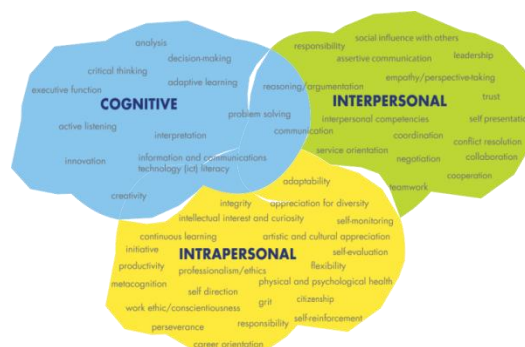 analysis
decision-making
critical thinking
adaptive learning
executive function
COGNITIVE
problem solving
active listening
interpretation
innovation
information and communications
technology [ict] literacy
creativity
responsibility
social influence with others
assertive communication
leadership
empathy/perspective-taking
reasoning/argumentation
trust
INTERPERSONAL
interpersonal competencies
self presentation
communication
coordination
conflict resolution
service orientation
negotiation
collaboration
cooperation
teamwork
adaptability
integrity
appreciation for diversity
intellectual interest and curiosity
self-monitoring
continuous learning
artistic and cultural appreciation
initiative
INTRAPERSONAL
self-evaluation
productivity
professionalism/ethics
flexibility
metacognition
physical and psychological health
self direction
grit
citizenship
work ethic/conscientiousness
perseverance
responsibility
self-reinforcement
career orientation